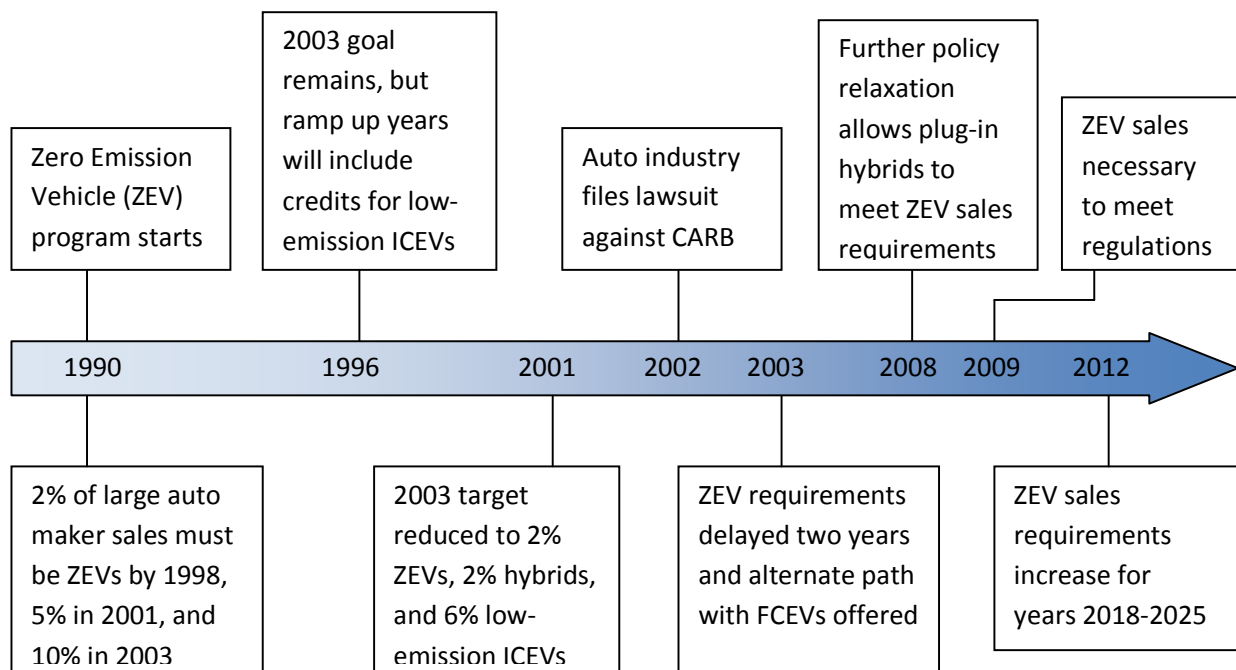 Zero Emission
Vehicle (ZEV)
program starts
2003 goal
remains, but
ramp up years
will include
credits for low-
emission ICEVs
Auto industry
files lawsuit
against CARB
Further policy
relaxation
allows plug-in
hybrids to
meet ZEV sales
requirements
ZEV sales
necessary
to meet
regulations
1990 1996 2001 2002 2003 2008 2009 2012
2% of large auto
maker sales must
be ZEVs by 1998,
5% in 2001, and
10% in 2003
2003 target
reduced to 2%
ZEVs, 2% hybrids,
and 6% low-
emission ICEVs
ZEV requirements
delayed two years
and alternate path
with FCEVs offered
ZEV sales
requirements
increase for
years 2018-2025